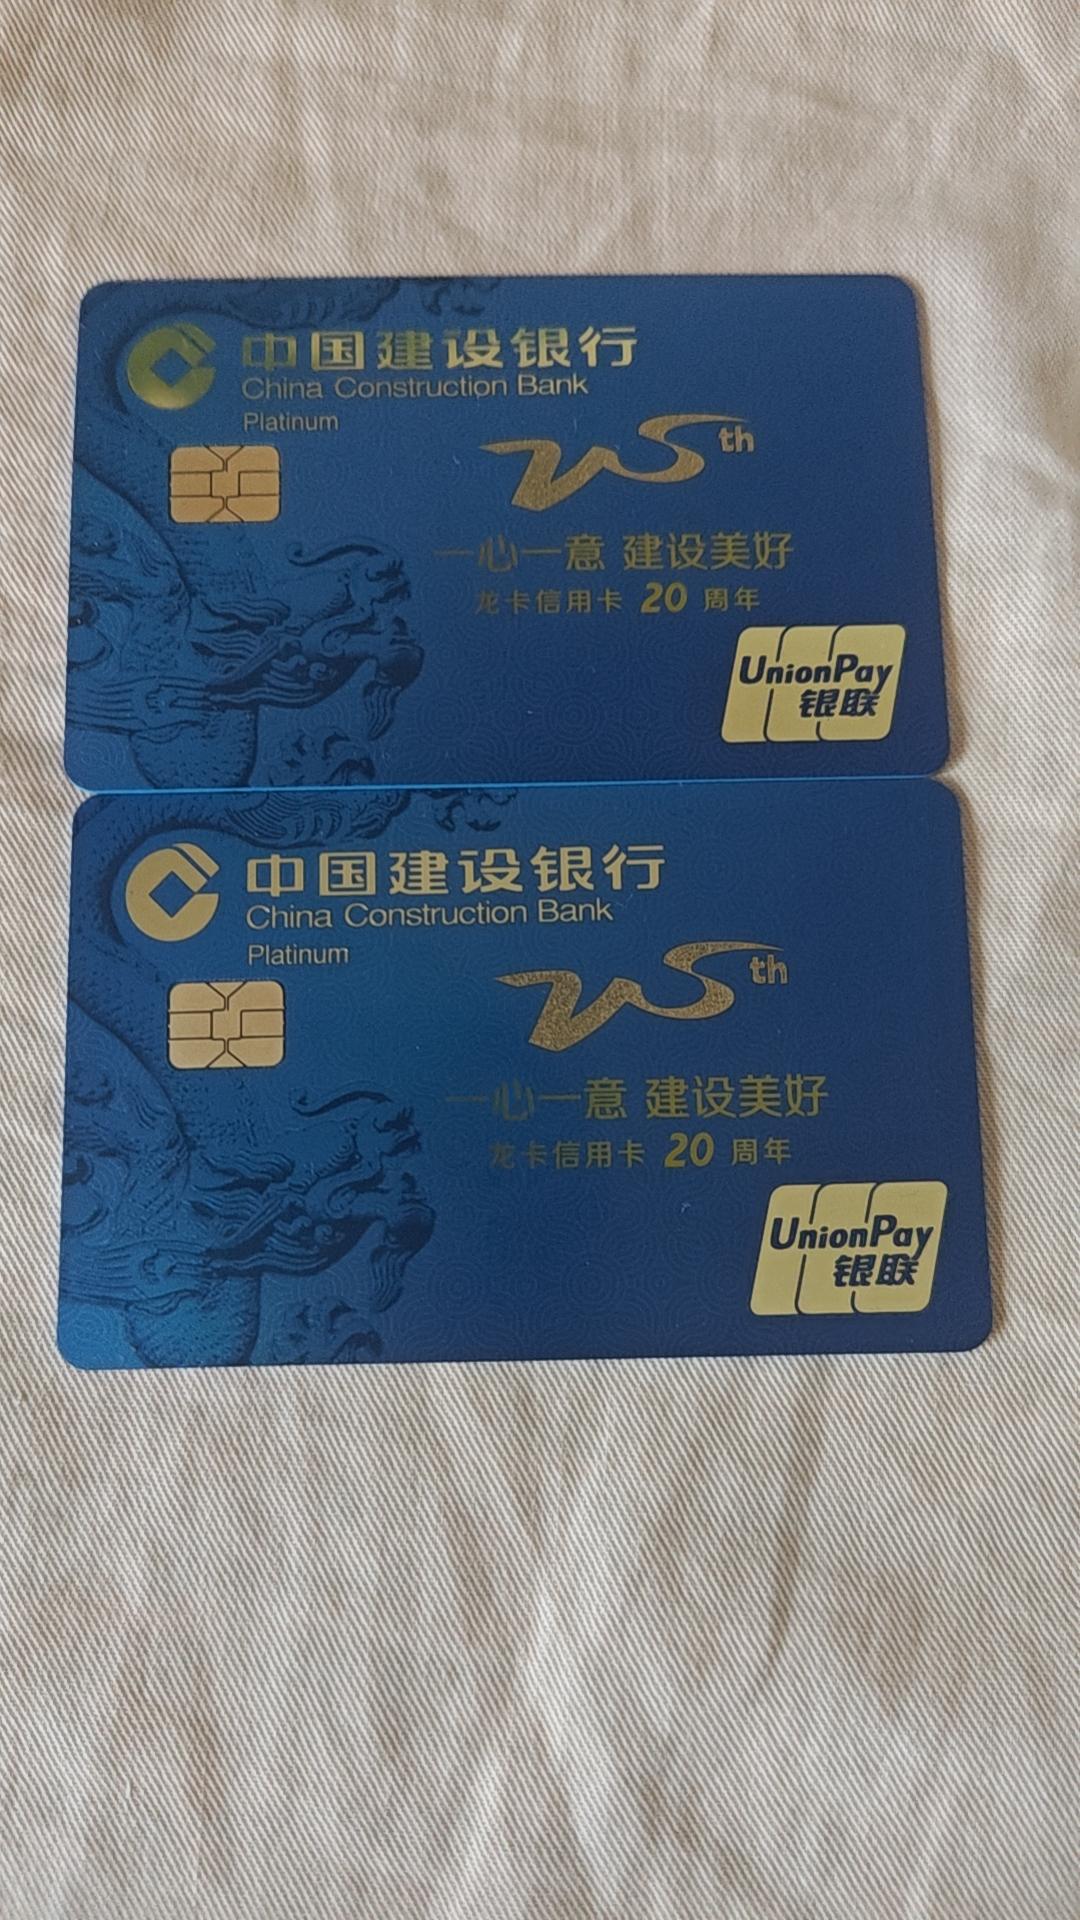 中国建设银行
China Construction Bank
Platinum
th
一心一意 建设美好
龙卡信用卡 20 周年
UnionPay
银联
中国建设银行
China Construction Bank
Platinum
th
一心一意 建设美好
龙卡信用卡 20 周年
UnionPay
银联